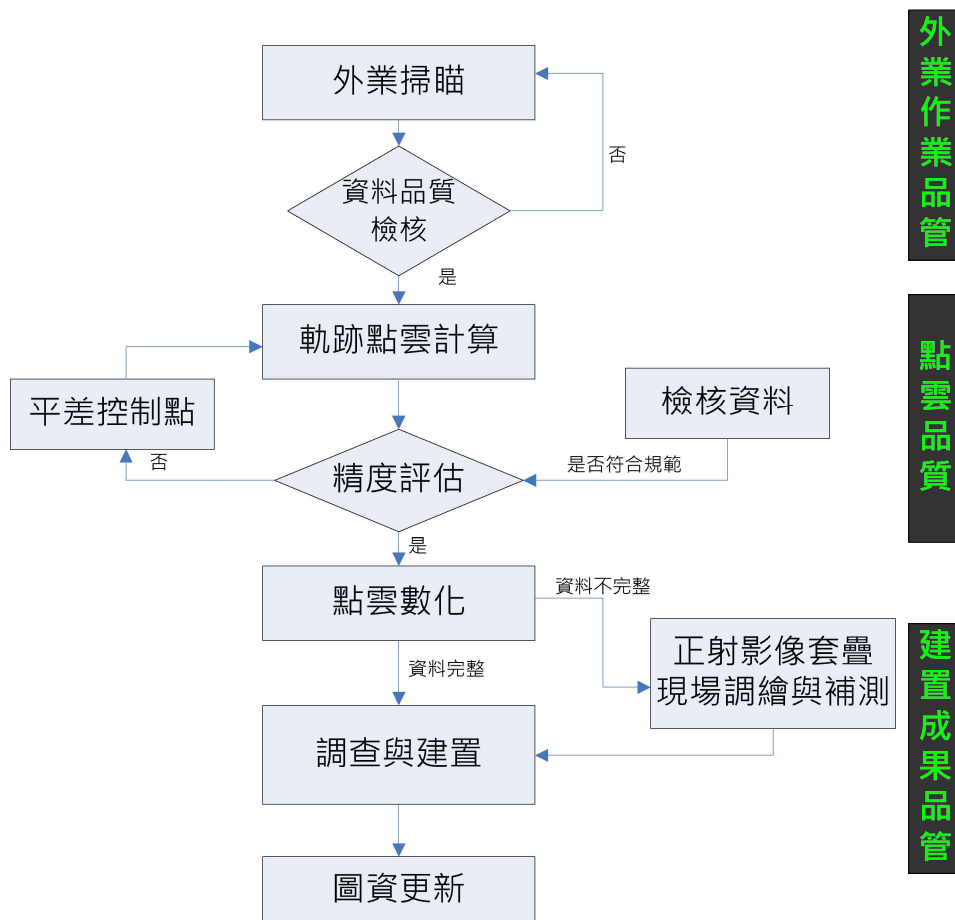 外業掃瞄
否
資料品質
檢核
是
軌跡點雲計算
平差控制點
否
檢核資料
是否符合規範
精度評估
是
點雲數化
資料不完整
資料完整
正射影像套疊
現場調繪與補測
調查與建置
圖資更新
外業作業品管
點雲品質
建置成果品管